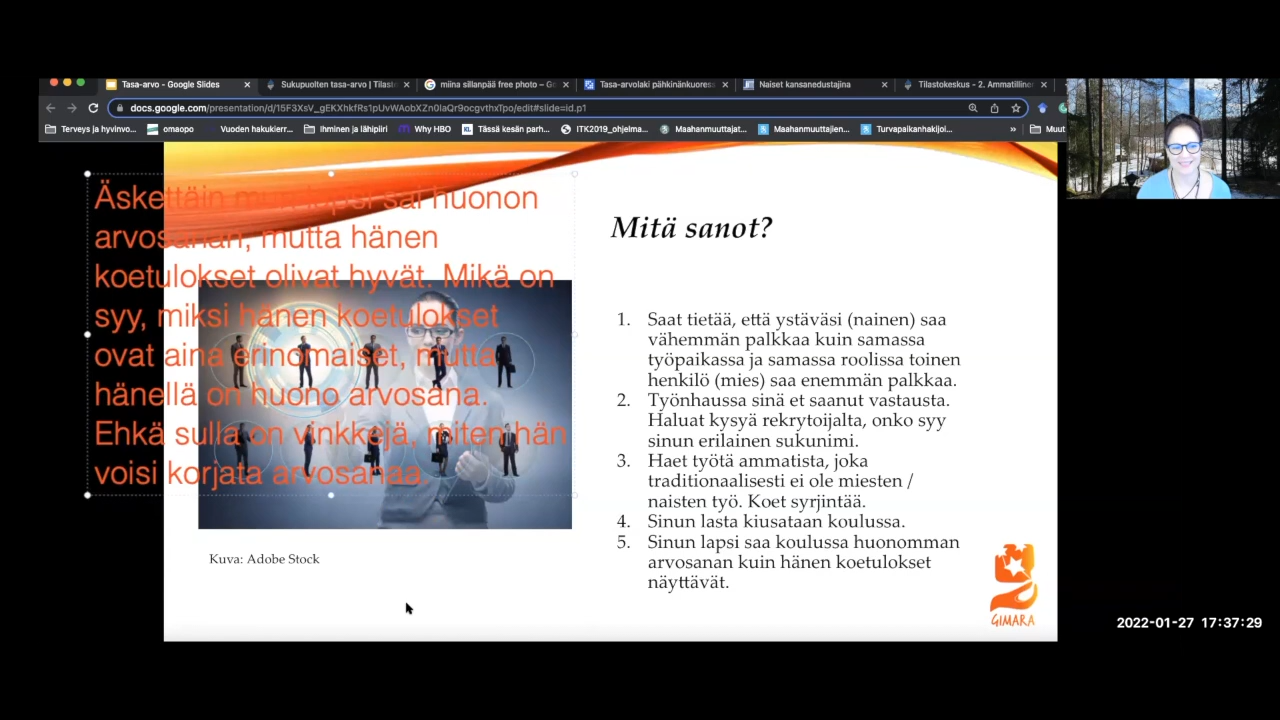 Tasa-arvo - Google Slides
Sukupuolten tasa-arvo | Tilast
miina sillanpää free photo – Go
Tasa-arvolaki pähkinänkuores
Naiset kansanedustajina
Tilastokeskus - 2. Ammatilliner
docs.google.com/presentation/d/15F3XsV_gEKXhkfRs1pUvWAobXZn0laQr9ocgvthxTpo/edit#slide=id.p1
Terveys ja hyvinvo...
omaopo
Vuoden hakukierr...
Ihminen ja lähipiiri
Why HBO
Tässä kesän parh...
ITK2019_ohjelma...
Maahanmuuttajat...
Maahanmuuttajien...
Turvapaikanhakijoi...
»
Muut
Äskettäin mun lapsi sai huonon
arvosanan, mutta hänen
koetulokset olivat hyvät. Mikä on
syy, miksi hänen koetulokset
ovat aina erinomaiset, mutta
hänellä on huono arvosana.
Ehkä sulla on vinkkejä, miten hän
voisi korjata arvosanaa.
Kuva: Adobe Stock
Mitä sanot?
1. Saat tietää, että ystäväsi (nainen) saa
vähemmän palkkaa kuin samassa
työpaikassa ja samassa roolissa toinen
henkilö (mies) saa enemmän palkkaa.
2. Työnhaussa sinä et saanut vastausta.
Haluat kysyä rekrytoijalta, onko syy
sinun erilainen sukunimi.
3. Haet työtä ammatista, joka
traditionaalisesti ei ole miesten /
naisten työ. Koet syrjintää.
4. Sinun lasta kiusataan koulussa.
5. Sinun lapsi saa koulussa huonomman
arvosanan kuin hänen koetulokset
näyttävät.
GIMARA
2022-01-27 17:37:29